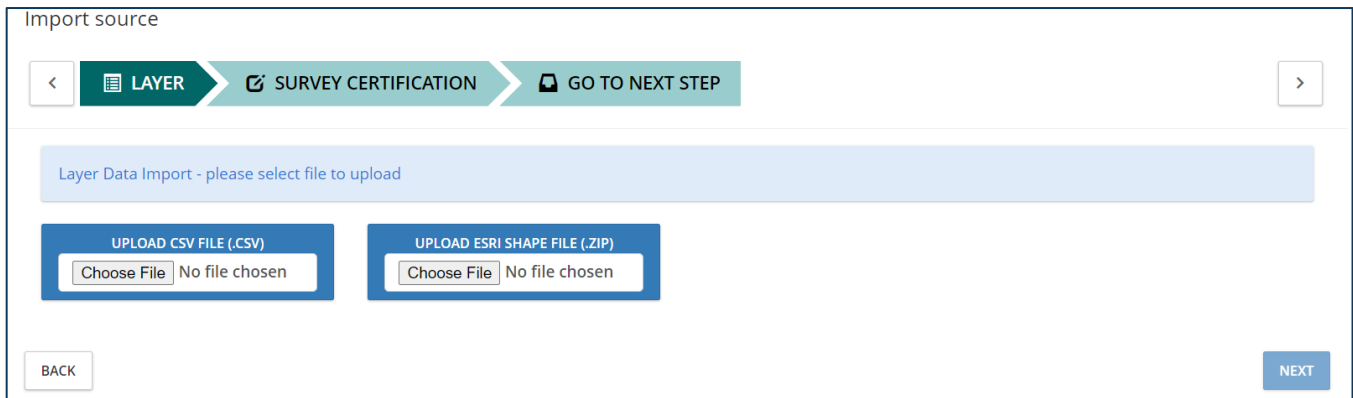 Import source
LAYER
SURVEY CERTIFICATION
GO TO NEXT STEP
Layer Data Import - please select file to upload
UPLOAD CSV FILE (.CSV)
Choose File No file chosen
UPLOAD ESRI SHAPE FILE (.ZIP)
Choose File No file chosen
BACK
NEXT